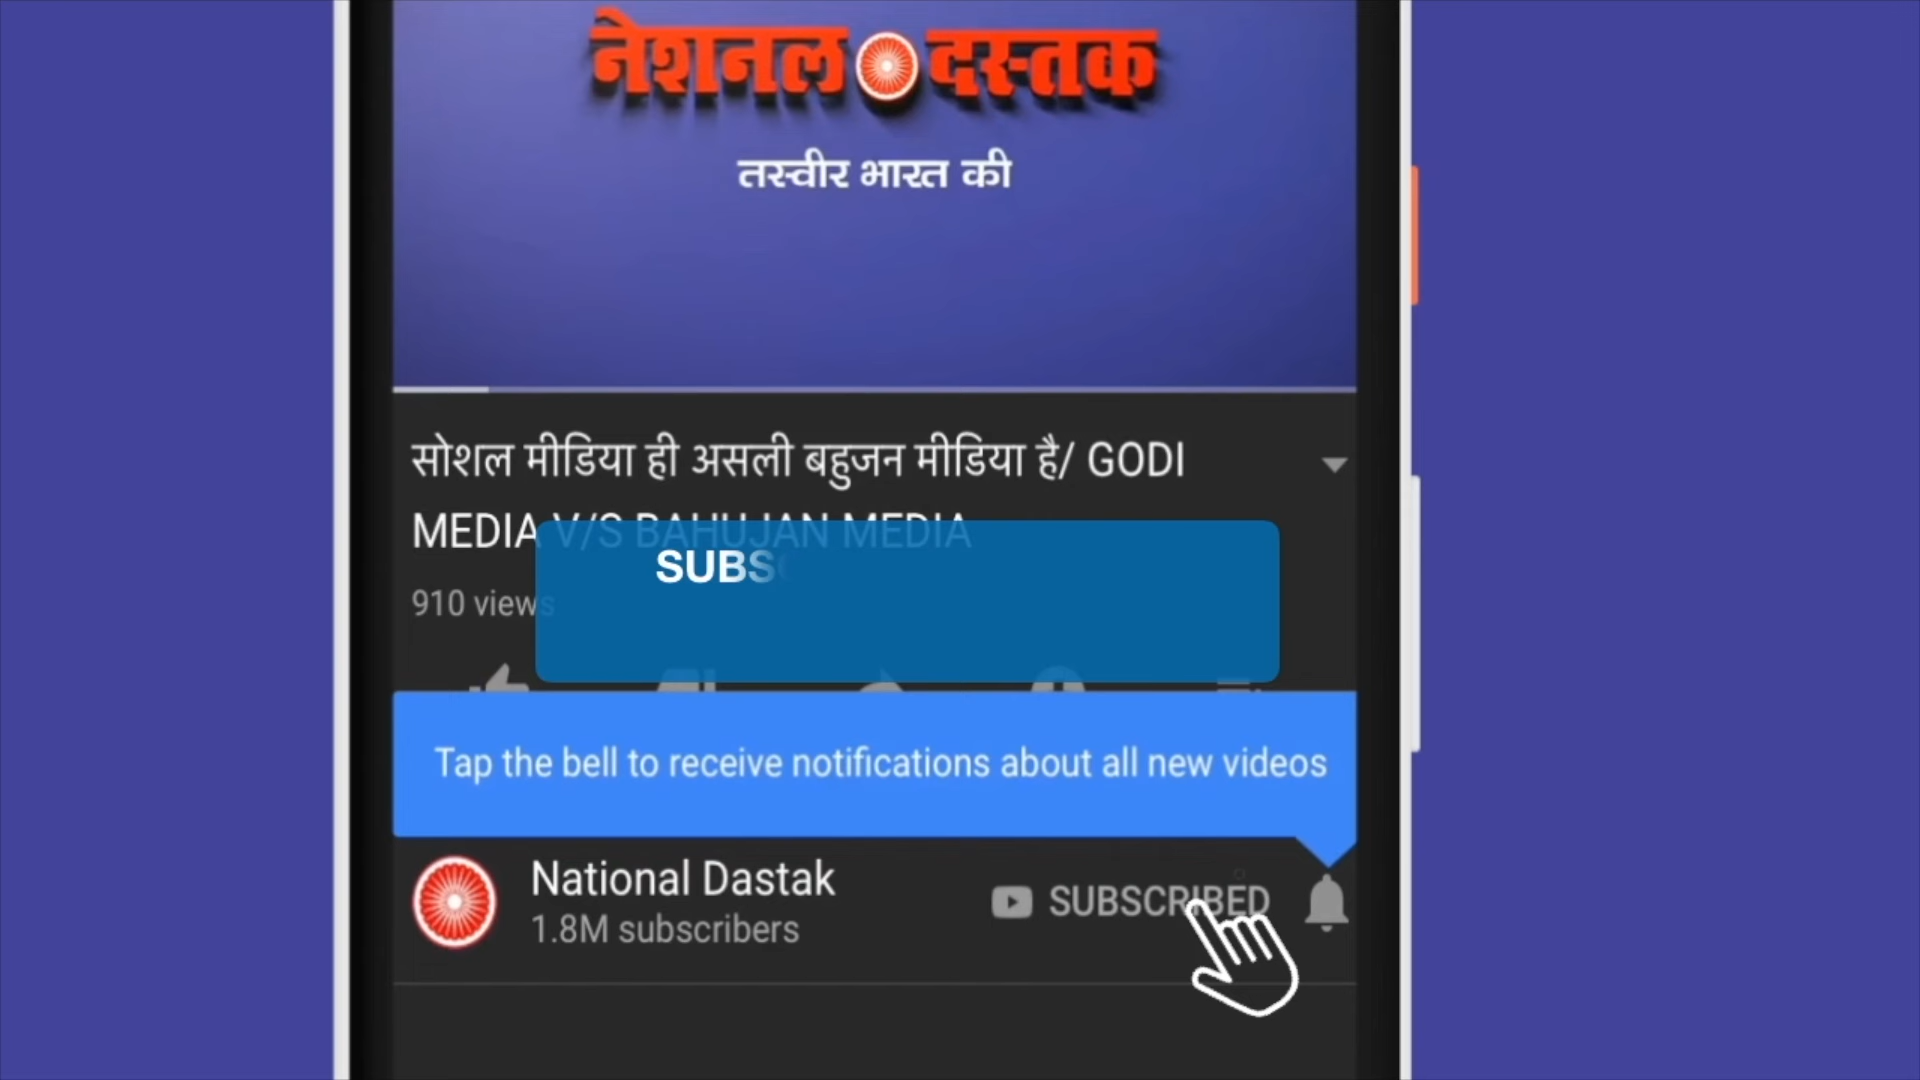 नेशनल दस्तक
तस्वीर भारत की
सोशल मीडिया ही असली बहुजन मीडिया है/ GODI
MEDIA V/S BAHUJAN MEDIA
SUBS
910 views
Tap the bell to receive notifications about all new videos
National Dastak
SUBSCRIBED
1.8M subscribers